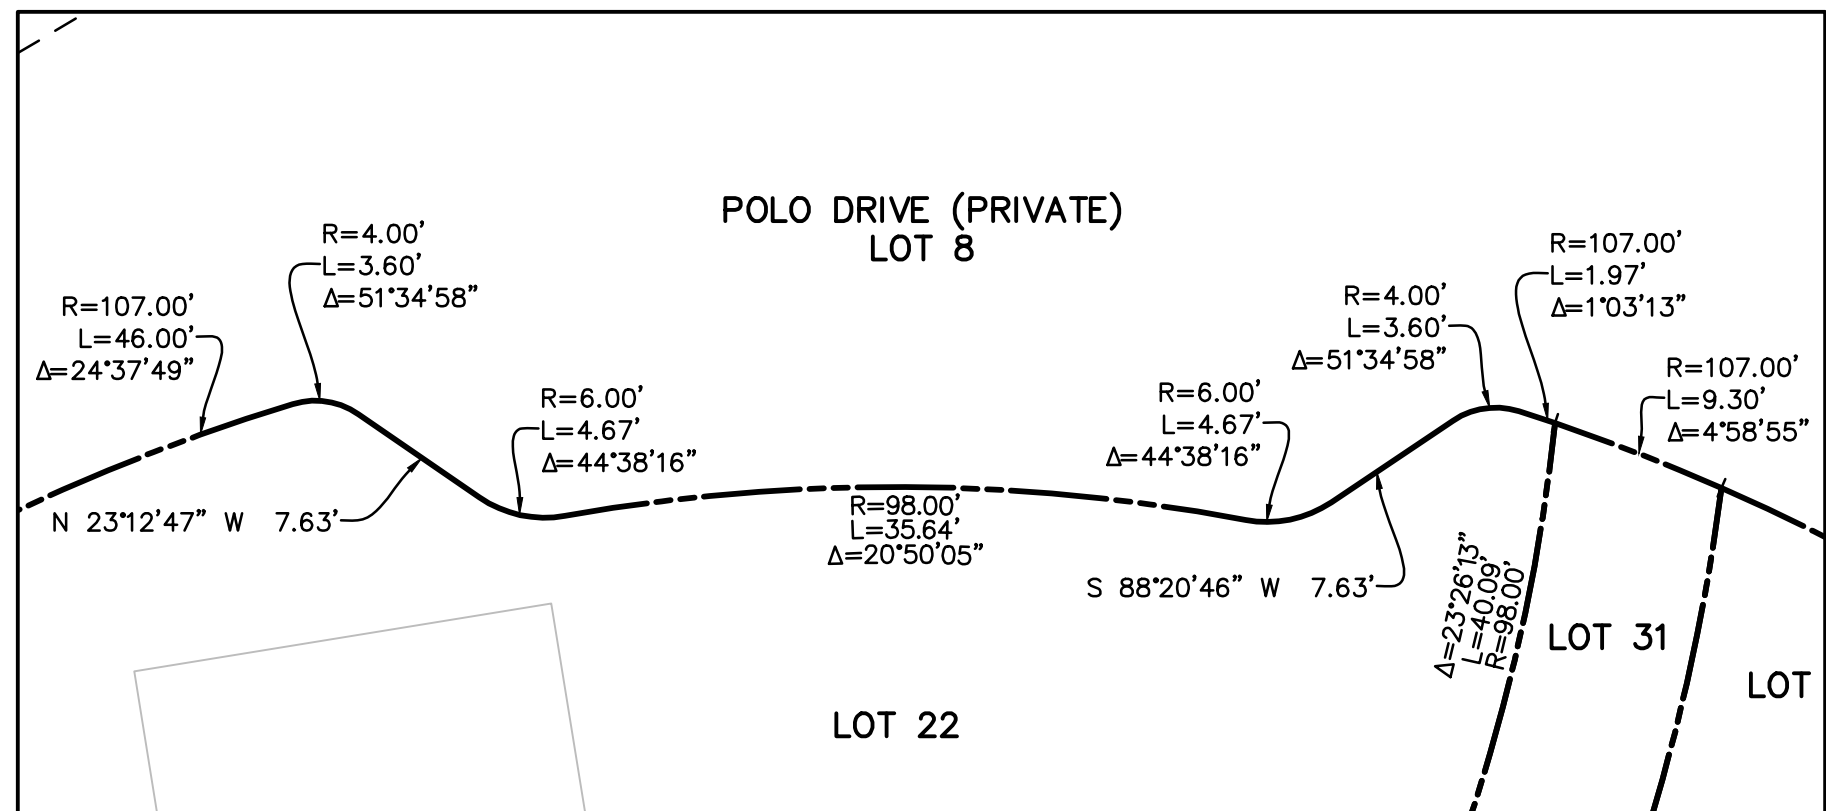 POLO DRIVE (PRIVATE)
LOT 8
R=4.00'
L=3.60'
Δ=51°34'58"
R=107.00'
L=46.00'
Δ=24°37'49"
R=107.00'
L=1.97'
Δ=1°03'13"
R=4.00'
L=3.60'
Δ=51°34'58"
R=107.00'
L=9.30'
Δ=4°58'55"
R=6.00'
L=4.67'
Δ=44°38'16"
R=6.00'
L=4.67'
Δ=44°38'16"
N 23°12'47" W 7.63'
R=98.00'
L=35.64'
Δ=20°50'05"
S 88°20'46" W 7.63'
Δ=23°26'13"
L=40.09'
R=98.00'
LOT 31
LOT
LOT 22